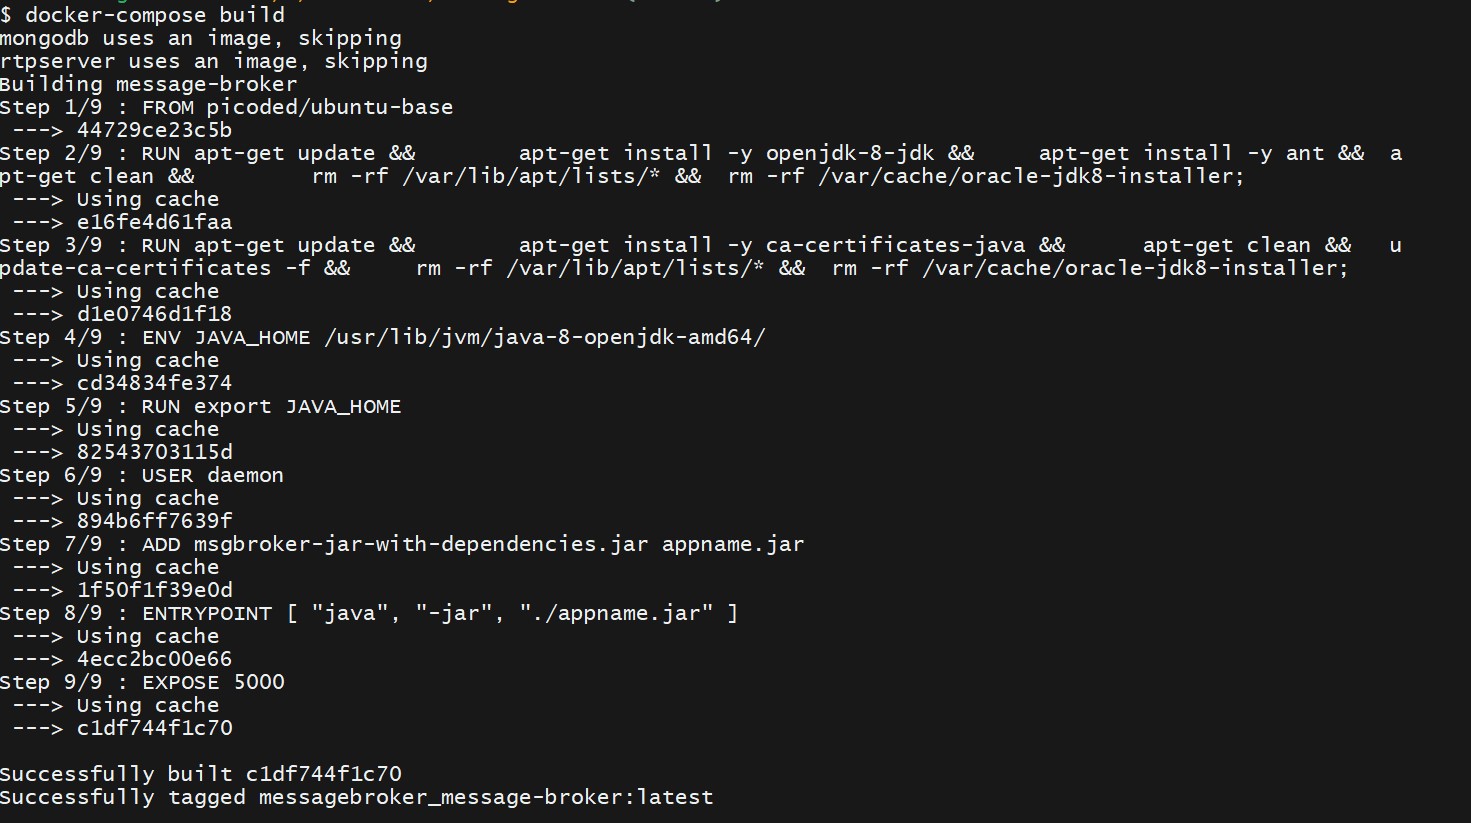 $ docker-compose build
mongodb uses an image, skipping
rtpserver uses an image, skipping
Building message-broker
Step 1/9 : FROM picoded/ubuntu-base
 ---> 44729ce23c5b
Step 2/9 : RUN apt-get update &&        apt-get install -y openjdk-8-jdk &&     apt-get install -y ant &&  a
pt-get clean &&         rm -rf /var/lib/apt/lists/* &&  rm -rf /var/cache/oracle-jdk8-installer;
 ---> Using cache
 ---> e16fe4d61faa
Step 3/9 : RUN apt-get update &&        apt-get install -y ca-certificates-java &&      apt-get clean &&   u
pdate-ca-certificates -f &&     rm -rf /var/lib/apt/lists/* &&  rm -rf /var/cache/oracle-jdk8-installer;
 ---> Using cache
 ---> d1e0746d1f18
Step 4/9 : ENV JAVA_HOME /usr/lib/jvm/java-8-openjdk-amd64/
 ---> Using cache
 ---> cd34834fe374
Step 5/9 : RUN export JAVA_HOME
 ---> Using cache
 ---> 82543703115d
Step 6/9 : USER daemon
 ---> Using cache
 ---> 894b6ff7639f
Step 7/9 : ADD msgbroker-jar-with-dependencies.jar appname.jar
 ---> Using cache
 ---> 1f50f1f39e0d
Step 8/9 : ENTRYPOINT [ "java", "-jar", "./appname.jar" ]
 ---> Using cache
 ---> 4ecc2bc00e66
Step 9/9 : EXPOSE 5000
 ---> Using cache
 ---> c1df744f1c70
Successfully built c1df744f1c70
Successfully tagged messagebroker_message-broker:latest